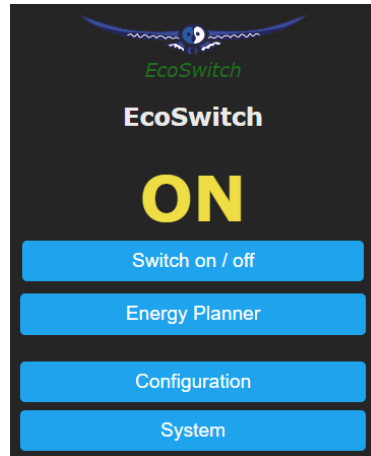 EcoSwitch
EcoSwitch
ON
Switch on / off
Energy Planner
Configuration
System